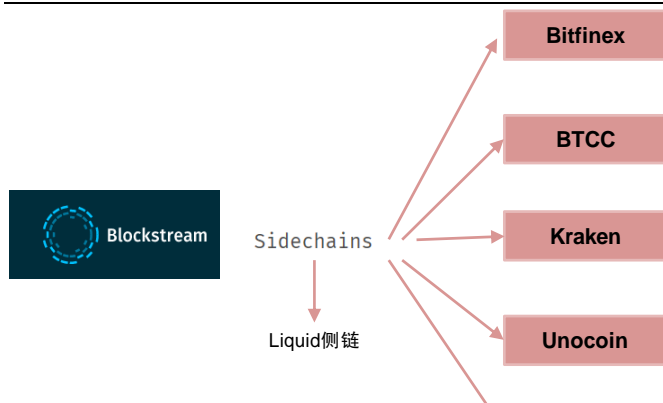 Bitfinex
BTCC
Blockstream
Sidechains
Kraken
Liquid侧链
Unocoin